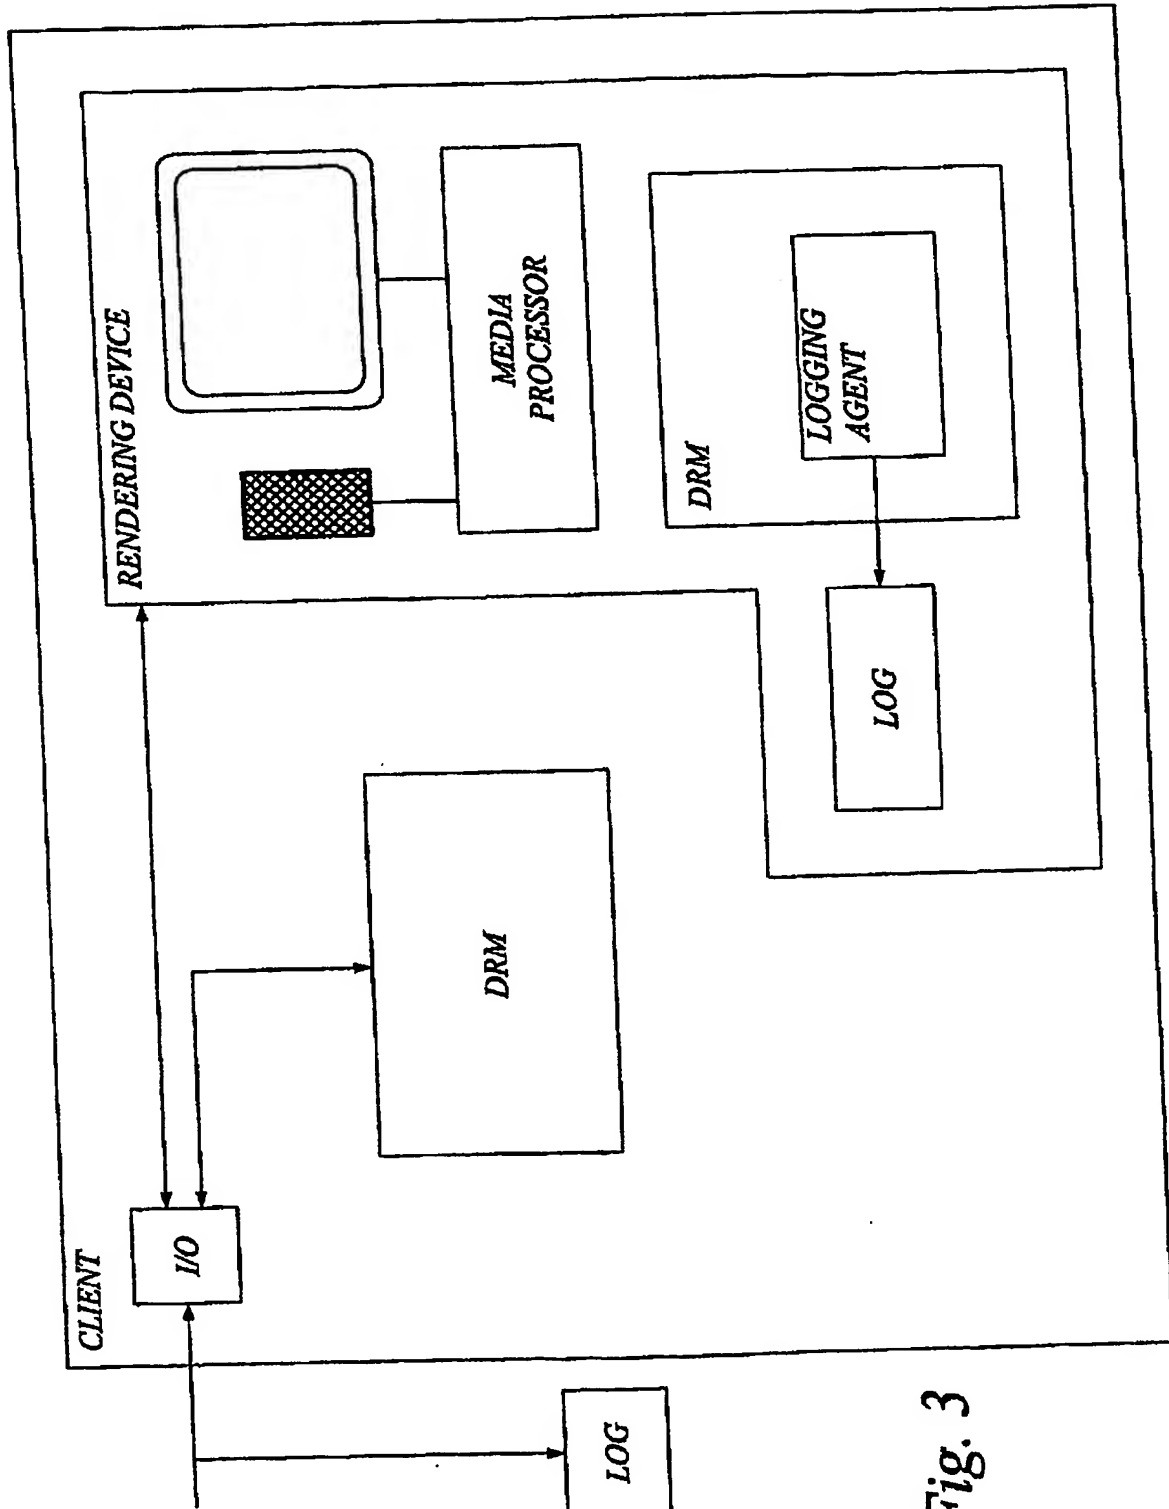 CLIENT
I/O
RENDERING DEVICE
MEDIA
PROCESSOR
DRM
DRM
LOGGING
AGENT
LOG
LOG
Fig. 3